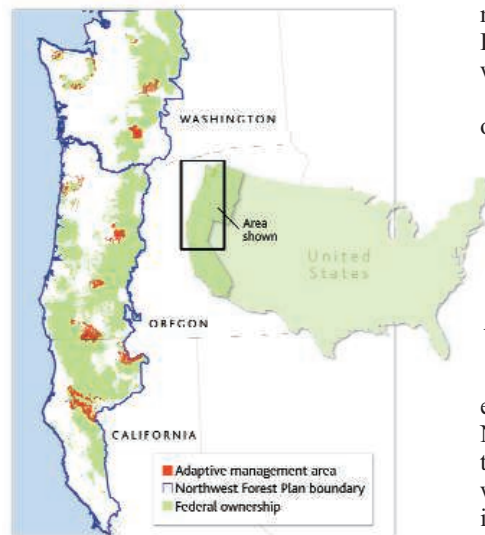 WASHINGTON
Area
shown
United
States
OREGON
CALIFORNIA
Adaptive management area
Northwest Forest Plan boundary
Federal ownership